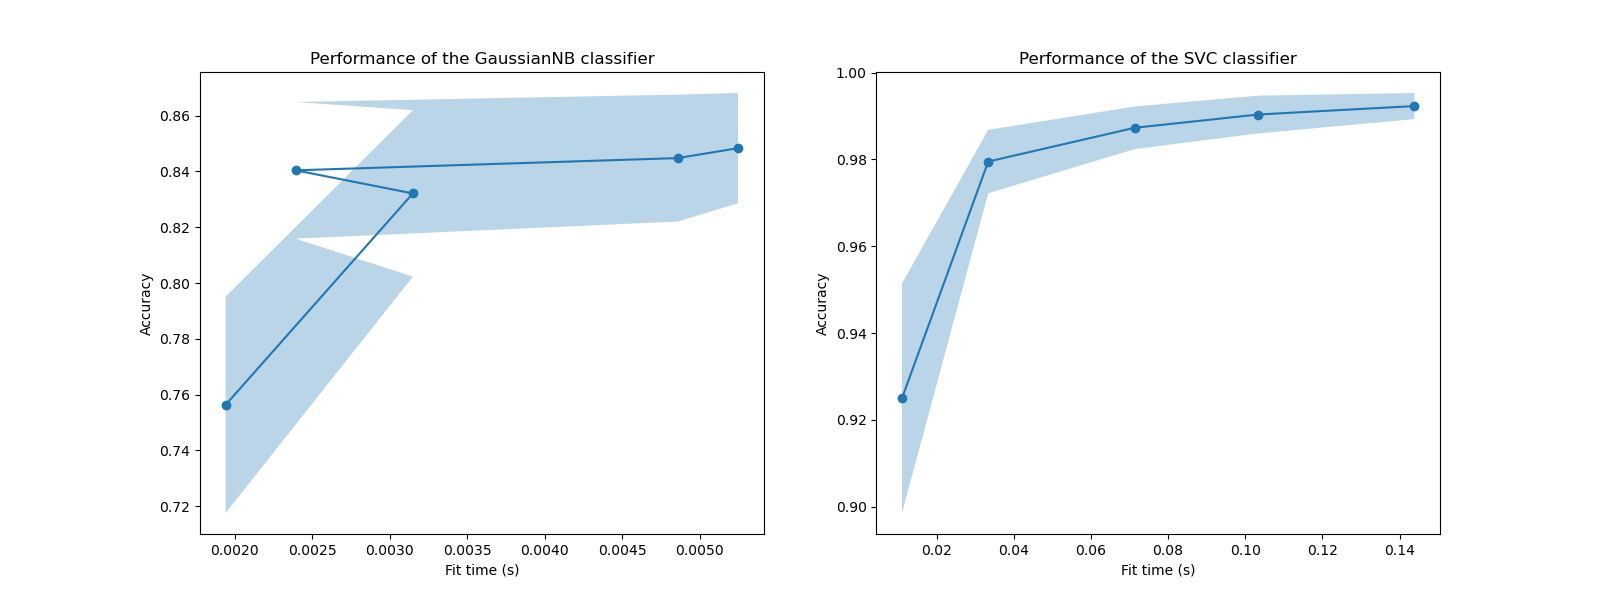 Performance of the GaussianNB classifier
0.86
0.84
0.82
0.80
0.78
0.76
0.74
0.72
Accuracy
0.0020 0.0025 0.0030 0.0035 0.0040 0.0045 0.0050
Fit time (s)
Performance of the SVC classifier
1.00
0.98
0.96
0.94
0.92
0.90
Accuracy
0.02 0.04 0.06 0.08 0.10 0.12 0.14
Fit time (s)